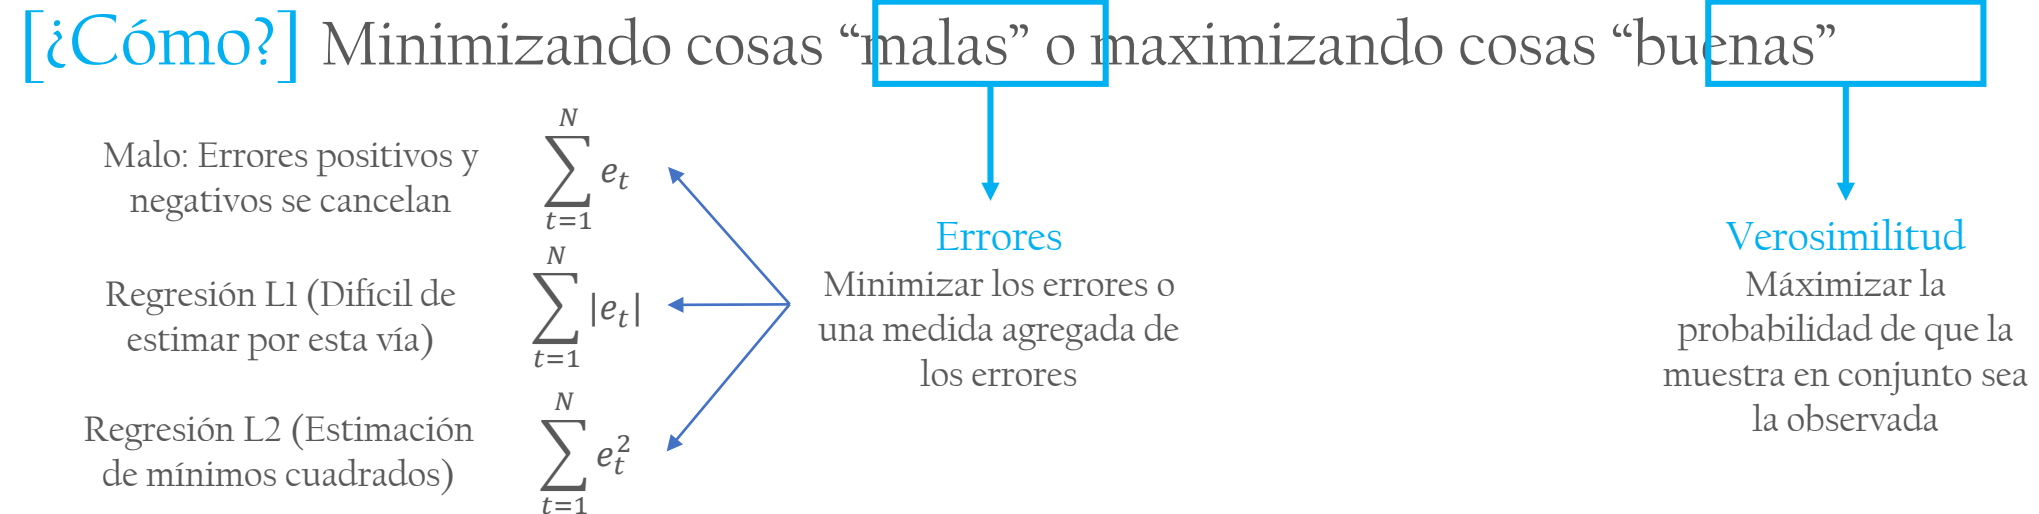 [¿Cómo?] Minimizando cosas “malas” o maximizando cosas “buenas”
Malo: Errores positivos y
negativos se cancelan
∑_{t=1}^{N} e_t
Regresión L1 (Difícil de
estimar por esta vía)
∑_{t=1}^{N} |e_t|
Regresión L2 (Estimación
de mínimos cuadrados)
∑_{t=1}^{N} e_t^2
Errores
Minimizar los errores o
una medida agregada de
los errores
Verosimilitud
Máximizar la
probabilidad de que la
muestra en conjunto sea
la observada